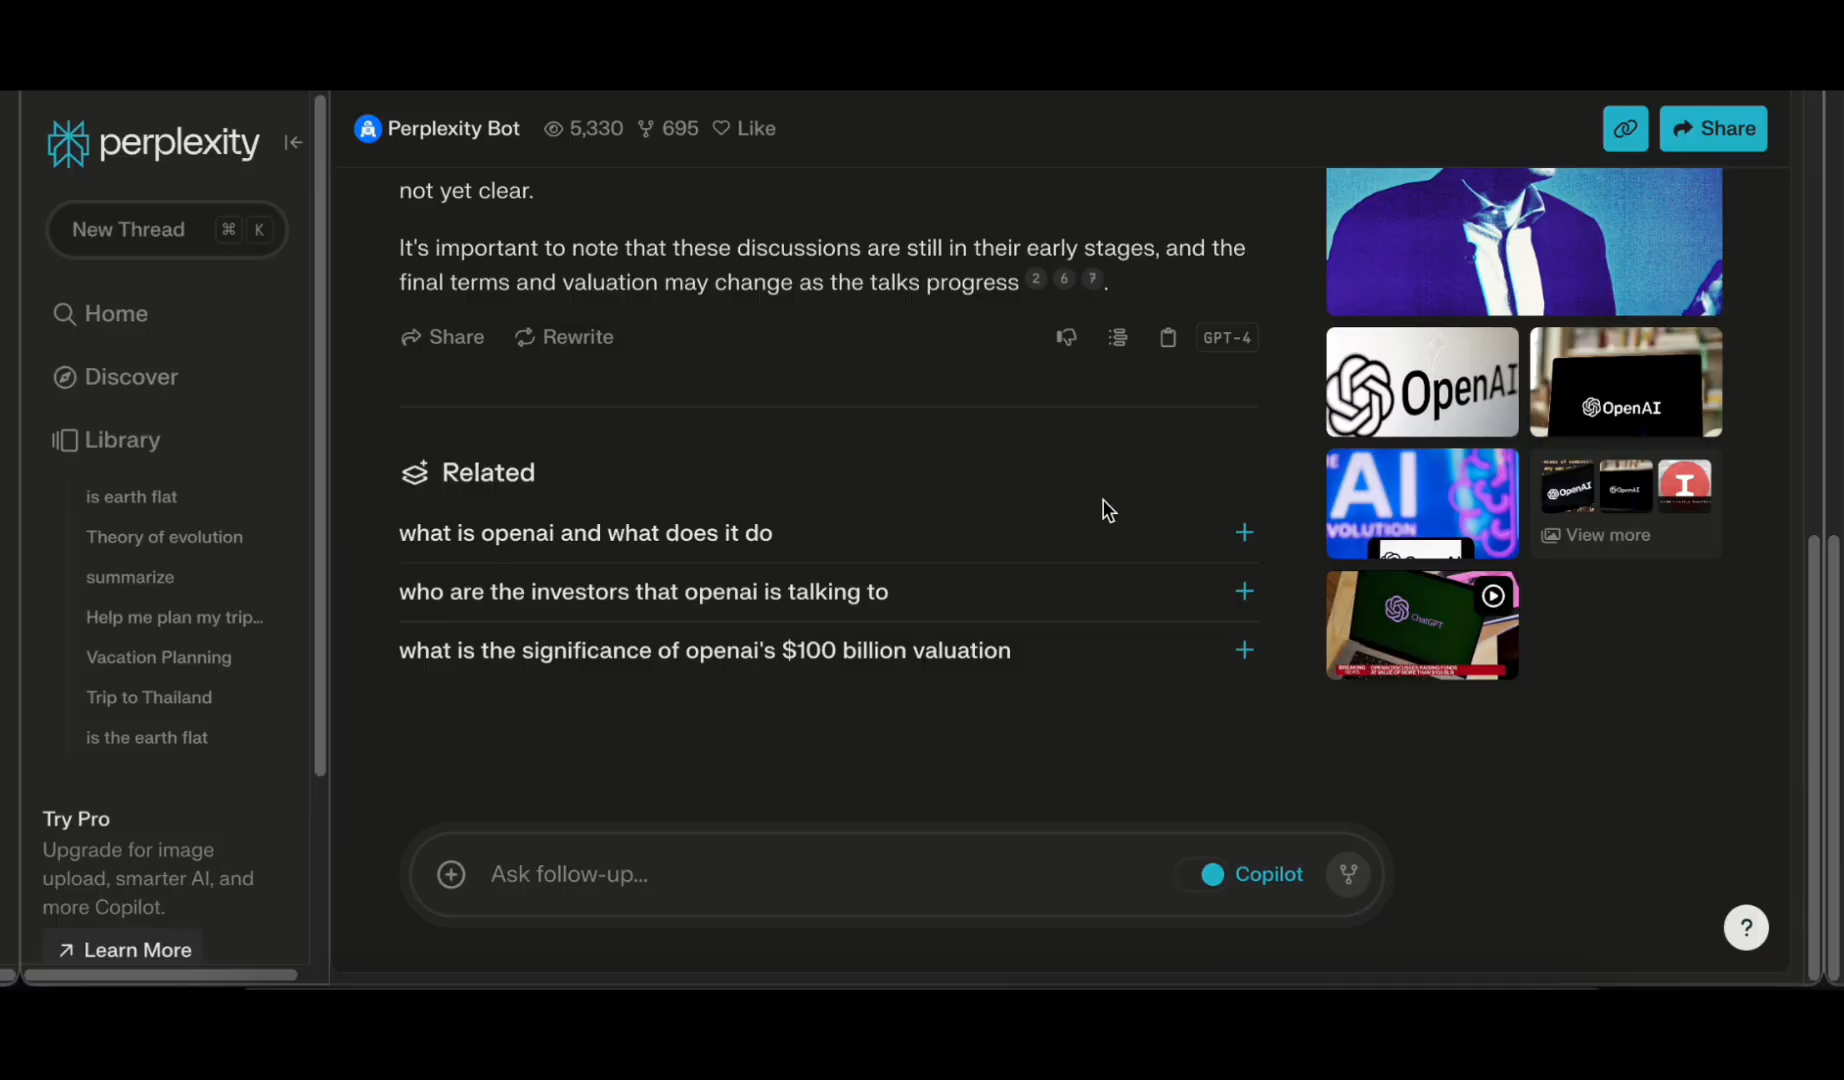 perplexity
New Thread ⌘ K
Home
Discover
Library
is earth flat
Theory of evolution
summarize
Help me plan my trip...
Vacation Planning
Trip to Thailand
is the earth flat
Try Pro
Upgrade for image
upload, smarter AI, and
more Copilot.
Learn More
Perplexity Bot 5,330 695 Like
Share
not yet clear.
It's important to note that these discussions are still in their early stages, and the
final terms and valuation may change as the talks progress 2 6 7 .
Share Rewrite GPT-4
Related
what is openai and what does it do
who are the investors that openai is talking to
what is the significance of openai's $100 billion valuation
Ask follow-up... Copilot
?
OpenAI
OpenAI
AI
VOLUTION
OpenAI
OpenAI
I
View more
ChatGPT
BREAKING
NEWS